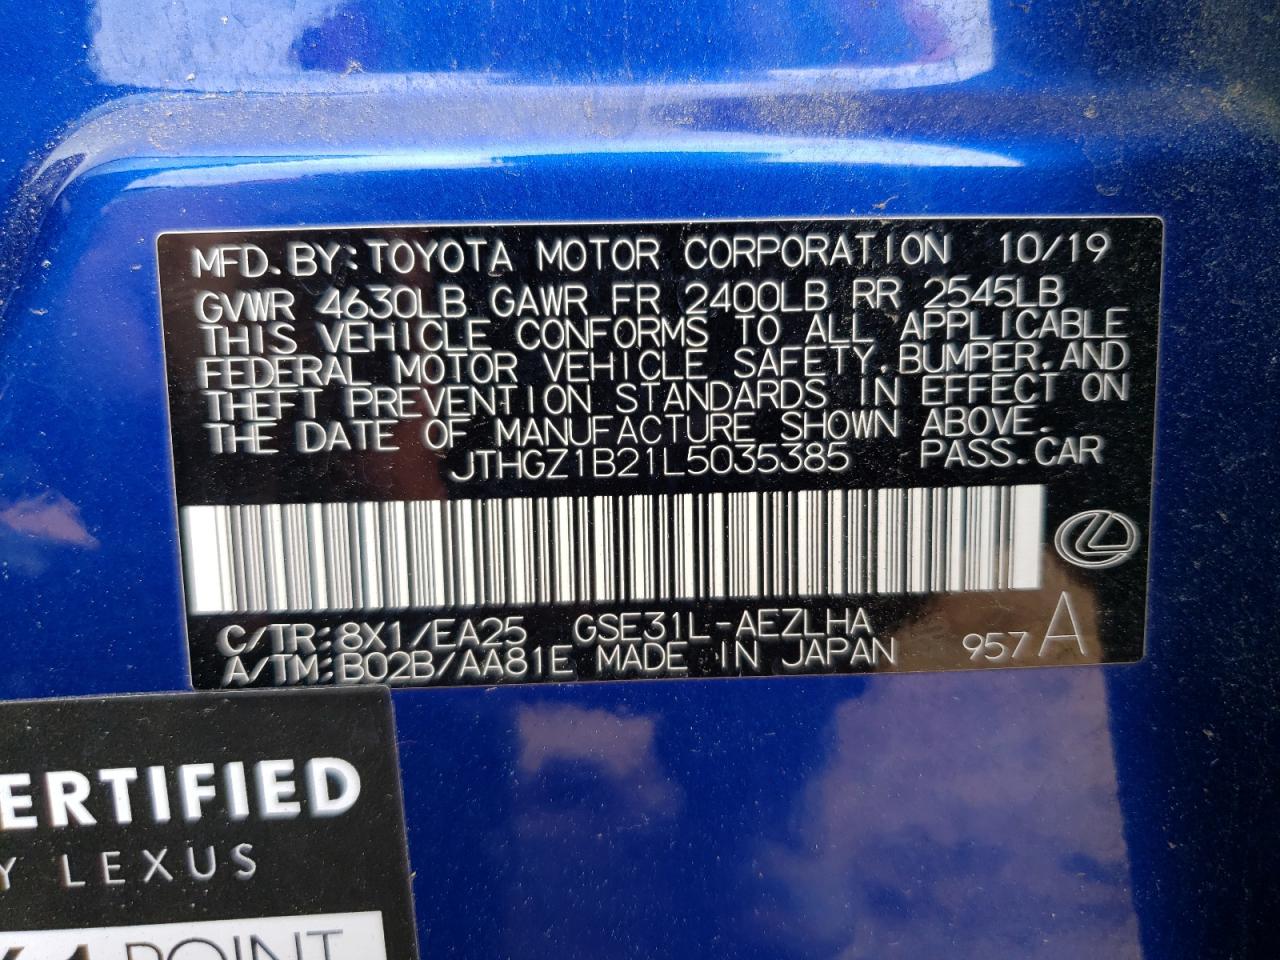 MFD. BY: TOYOTA MOTOR CORPORATION 10/19
GVWR 4630LB GAWR FR 2400LB RR 2545LB
THIS VEHICLE CONFORMS TO ALL APPLICABLE
FEDERAL MOTOR VEHICLE SAFETY, BUMPER, AND
THEFT PREVENTION STANDARDS IN EFFECT ON
THE DATE OF MANUFACTURE SHOWN ABOVE.
JTHGZ1B21L5035385 PASS. CAR
C/TR: 8X1/EA25 GSE31L-AEZLHA
A/TM: B02B/AA81E MADE IN JAPAN 957 A
ERTIFIED
Y LEXUS
POINT